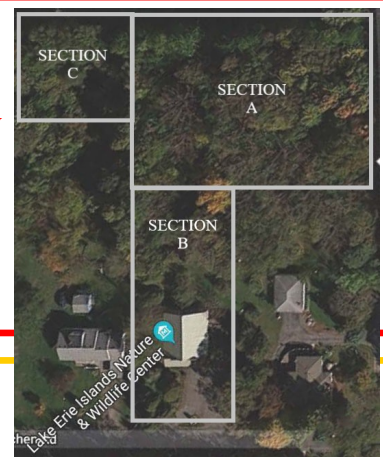 SECTION
C
SECTION
A
SECTION
B
Lake Erie Islands Nature
& Wildlife Center